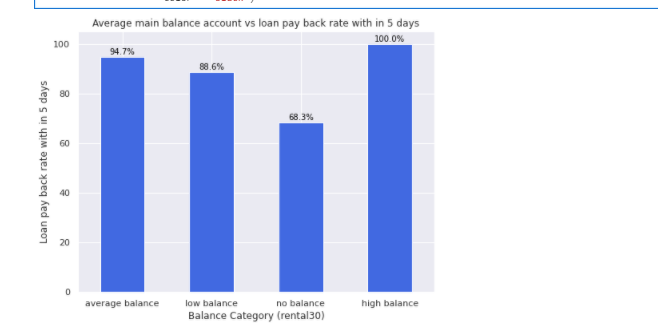 Average main balance account vs loan pay back rate with in 5 days
Loan pay back rate with in 5 days
100
80
60
40
20
0
94.7%
88.6%
68.3%
100.0%
average balance
low balance
no balance
high balance
Balance Category (rental30)